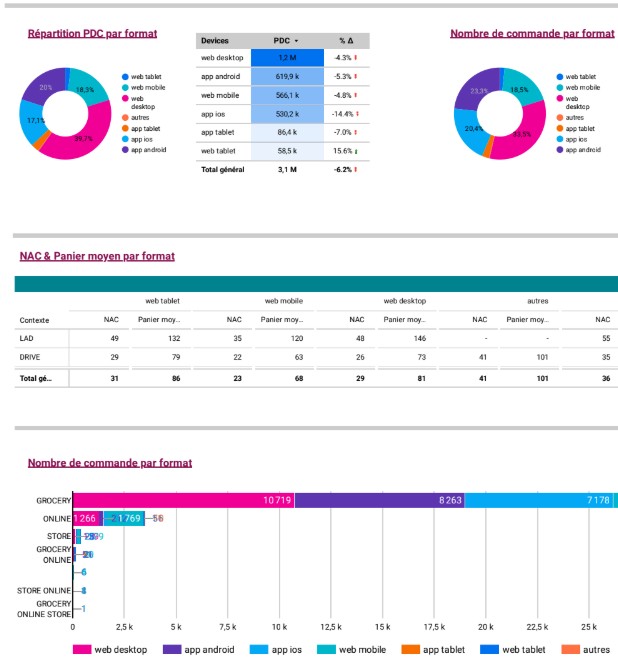 Répartition PDC par format
Nombre de commande par format
20%
18,3%
17,1%
39,7%
web tablet
web mobile
web desktop
autres
app tablet
app ios
app android
Devices PDC % Δ
web desktop 1,2 M -4.3%
app android 619,9 k -5.3%
web mobile 566,1 k -4.8%
app ios 530,2 k -14.4%
app tablet 86,4 k -7.0%
web tablet 58,5 k 15.6%
Total général 3,1 M -6.2%
23,3%
16,5%
20,4%
33,5%
web tablet
web mobile
web desktop
autres
app tablet
app ios
app android
NAC & Panier moyen par format
web tablet web mobile web desktop autres
Contexte NAC Panier moy... NAC Panier moy... NAC Panier moy... NAC Panier moy... NAC
LAD 49 132 35 120 48 146 - - 55
DRIVE 29 79 22 63 26 73 41 101 35
Total gé... 31 86 23 68 29 81 41 101 36
Nombre de commande par format
GROCERY 10 719 8 263 7 178
ONLINE 1 266 1 769
STORE
GROCERY
ONLINE
6
STORE ONLINE
GROCERY
ONLINE STORE 1
0 2,5 k 5 k 7,5 k 10 k 12,5 k 15 k 17,5 k 20 k 22,5 k 25 k
web desktop app android app ios web mobile app tablet web tablet autres